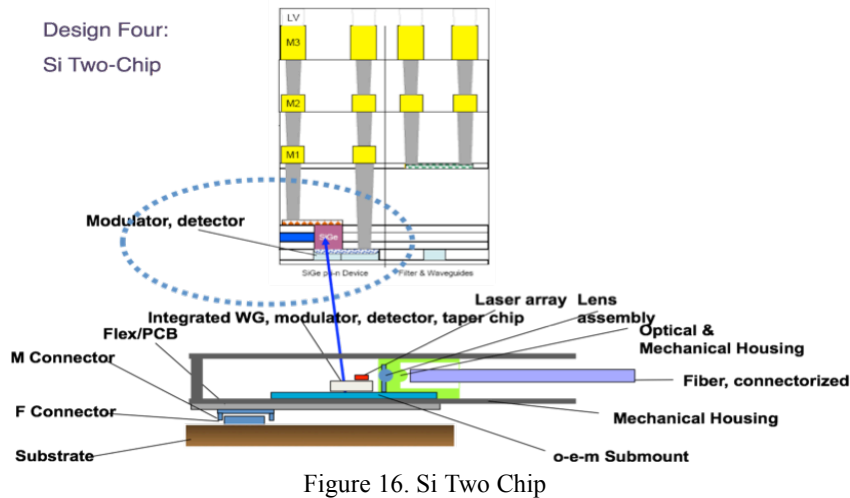 Design Four:
Si Two-Chip
LV
M3
M2
M1
Modulator, detector
SiGe
SiGe p-i-n Device
Filter & Waveguides
Laser array
Lens
assembly
Integrated WG, modulator, detector, taper chip
Optical &
Mechanical Housing
Flex/PCB
M Connector
Fiber, connectorized
F Connector
Mechanical Housing
Substrate
o-e-m Submount
Figure 16. Si Two Chip